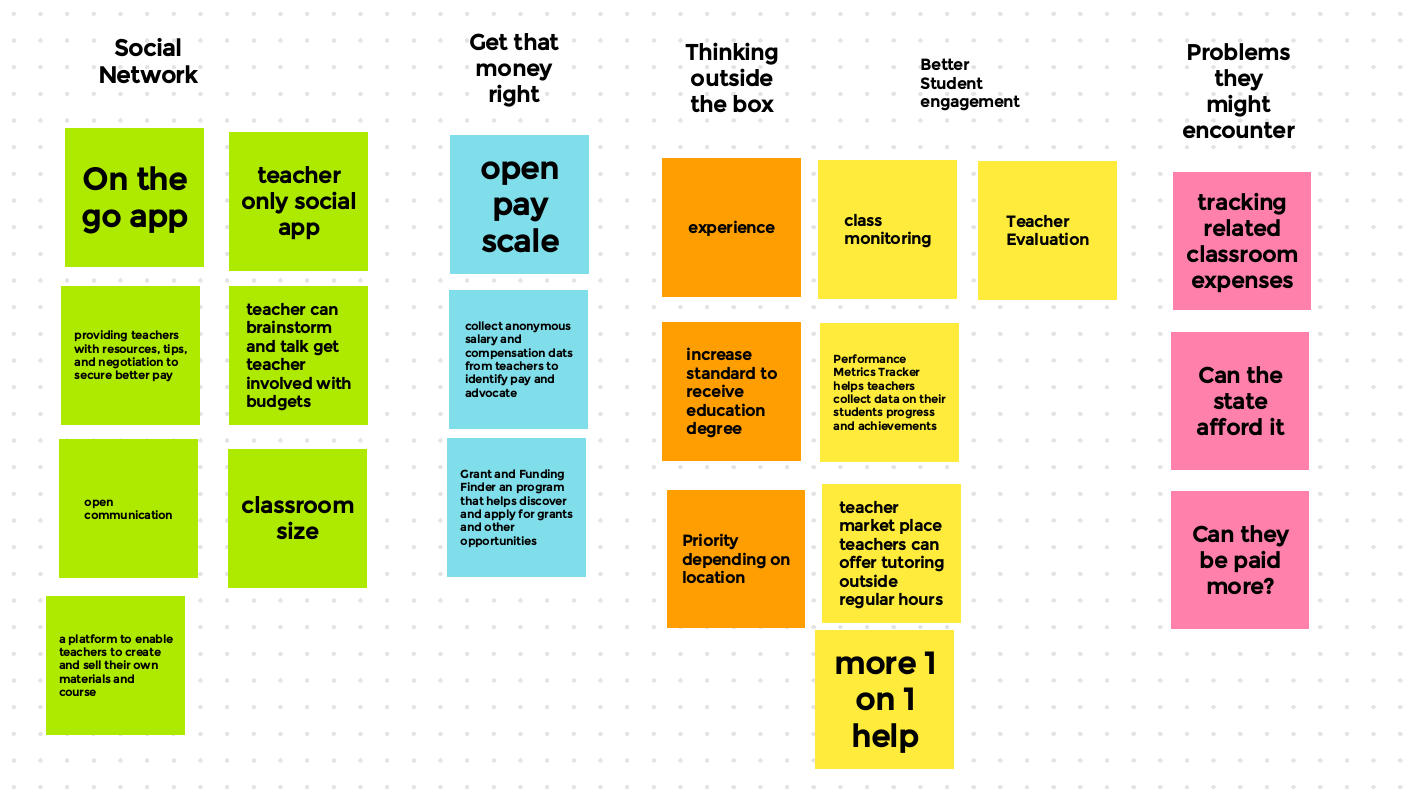 Social
Network
Get that
money
right
Thinking
outside
the box
Better
Student
engagement
Problems
they
might
encounter
On the
go app
teacher
only social
app
providing teachers
with resources, tips,
and negotiation to
secure better pay
teacher can
brainstorm
and talk get
teacher
involved with
budgets
open
communication
classroom
size
a platform to enable
teachers to create
and sell their own
materials and
course
open
pay
scale
collect anonymous
salary and
compensation dats
from teachers to
identify pay and
advocate
Grant and Funding
Finder an program
that helps discover
and apply for grants
and other
opportunities
experience
increase
standard to
receive
education
degree
Priority
depending on
location
class
monitoring
Teacher
Evaluation
Performance
Metrics Tracker
helps teachers
collect data on their
students progress
and achievements
teacher
market place
teachers can
offer tutoring
outside
regular hours
more 1
on 1
help
tracking
related
classroom
expenses
Can the
state
afford it
Can they
be paid
more?